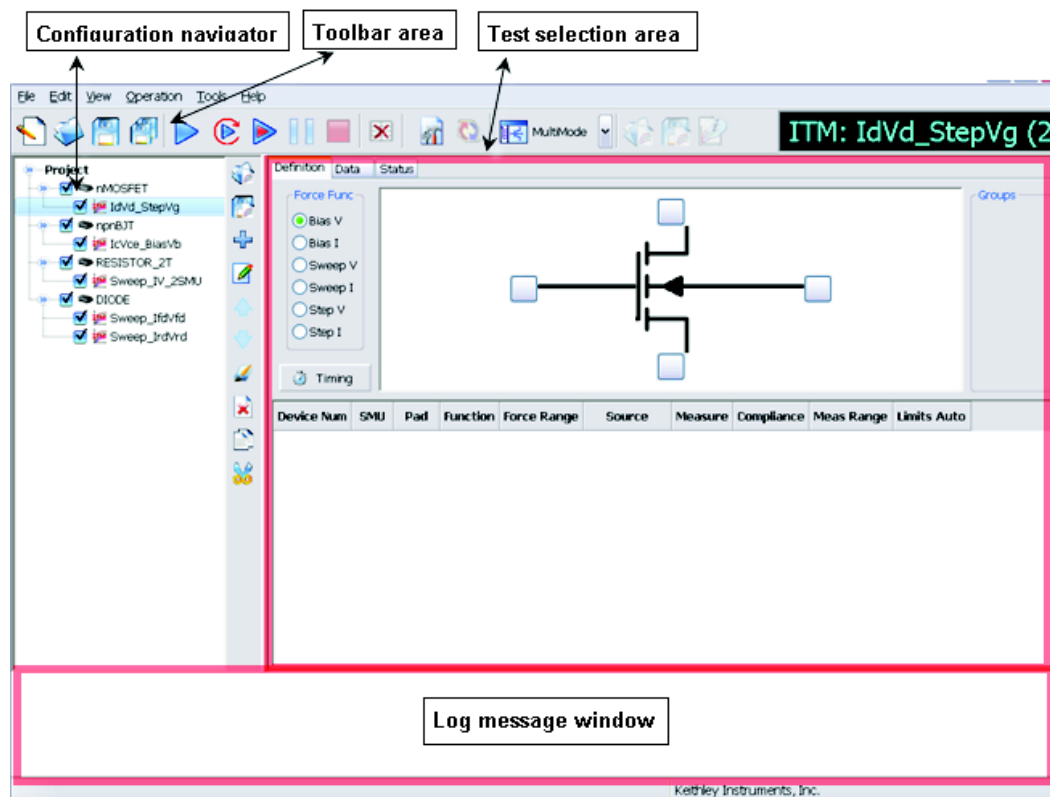 Configuration navigator
Toolbar area
Test selection area
File Edit View Operation Tools Help
MultiMode
ITM: IdVd_StepVg (2
Project
nMOSFET
IdVd_StepVg
npnBJT
IcVce_BiasVb
RESISTOR_2T
Sweep_IV_2SMU
DIODE
Sweep_IfdVfd
Sweep_IrdVrd
Definition Data Status
Force Func
Bias V
Bias I
Sweep V
Sweep I
Step V
Step I
Timing
Groups
Device Num SMU Pad Function Force Range Source Measure Compliance Meas Range Limits Auto
Log message window
Keithley Instruments, Inc.